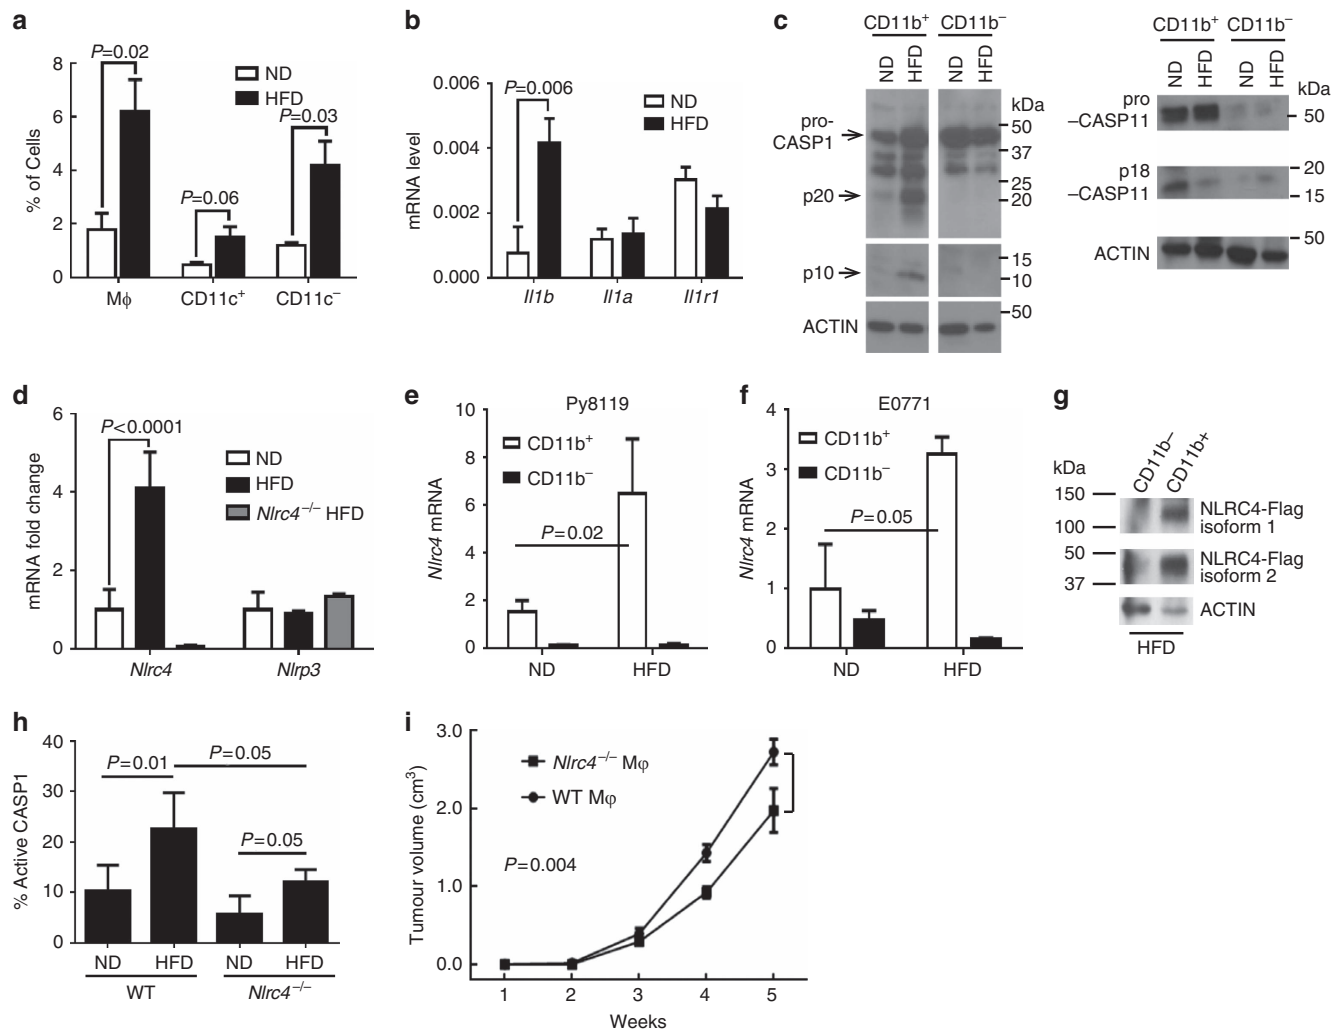 a
P=0.02
ND
HFD
P=0.03
P=0.06
% of Cells
8
6
4
2
0
Mϕ
CD11c⁺
CD11c⁻
b
P=0.006
ND
HFD
mRNA level
0.006
0.004
0.002
0.000
Il1b
Il1a
Il1r1
c
CD11b⁺
CD11b⁻
ND
HFD
ND
HFD
kDa
pro-
CASP1
p20
p10
ACTIN
50
37
25
20
15
10
50
CD11b⁺
CD11b⁻
ND
HFD
ND
HFD
kDa
pro
–CASP11
50
p18
–CASP11
20
15
ACTIN
50
d
P<0.0001
ND
HFD
Nlrc4⁻/⁻ HFD
mRNA fold change
6
4
2
0
Nlrc4
Nlrp3
e
Py8119
CD11b⁺
CD11b⁻
P=0.02
Nlrc4 mRNA
10
8
6
4
2
0
ND
HFD
f
E0771
CD11b⁺
CD11b⁻
P=0.05
Nlrc4 mRNA
4
3
2
1
0
ND
HFD
g
kDa
CD11b–
CD11b+
150
100
NLRC4-Flag
isoform 1
50
37
NLRC4-Flag
isoform 2
ACTIN
HFD
h
P=0.01
P=0.05
P=0.05
% Active CASP1
40
30
20
10
0
ND
HFD
ND
HFD
WT
Nlrc4⁻/⁻
i
Nlrc4⁻/⁻ Mφ
WT Mφ
P=0.004
Tumour volume (cm³)
3.0
2.0
1.0
0.0
1
2
3
4
5
Weeks